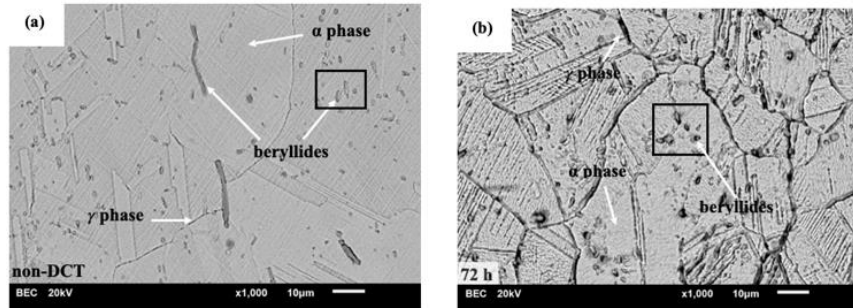 (a)
α phase
beryllides
γ phase
non-DCT
BEC 20kV x1,000 10μm
(b)
γ phase
α phase
beryllides
72 h
BEC 20kV x1,000 10μm